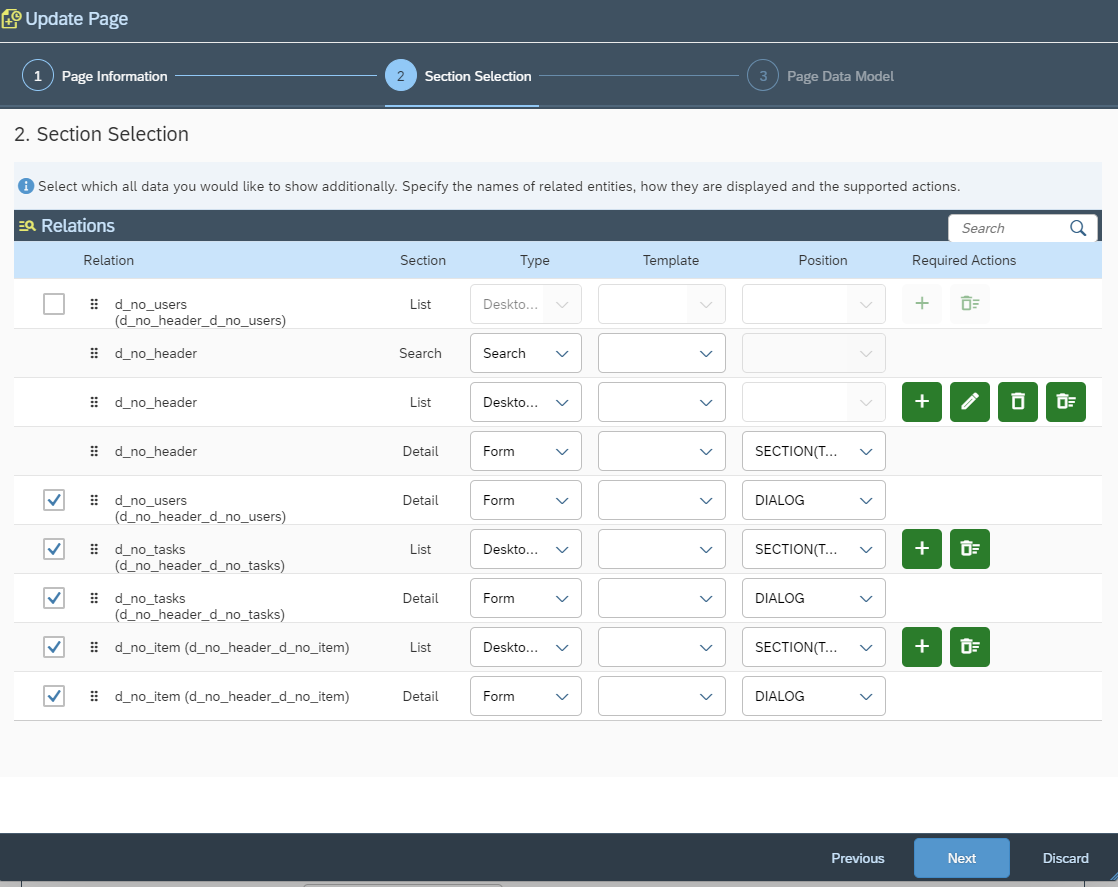 Update Page
1 Page Information
2 Section Selection
3 Page Data Model
2. Section Selection
Select which all data you would like to show additionally. Specify the names of related entities, how they are displayed and the supported actions.
Relations
Search
Relation Section Type Template Position Required Actions
d_no_users List Deskto...
(d_no_header_d_no_users)
d_no_header Search Search
d_no_header List Deskto...
d_no_header Detail Form SECTION(T...
d_no_users Detail Form DIALOG
(d_no_header_d_no_users)
d_no_tasks List Deskto... SECTION(T...
(d_no_header_d_no_tasks)
d_no_tasks Detail Form DIALOG
(d_no_header_d_no_tasks)
d_no_item (d_no_header_d_no_item) List Deskto... SECTION(T...
d_no_item (d_no_header_d_no_item) Detail Form DIALOG
Previous Next Discard